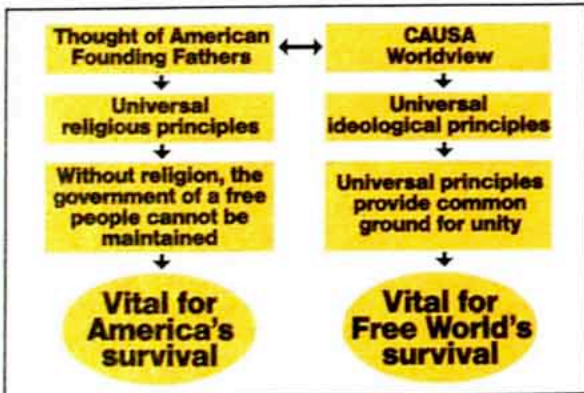 Thought of American
Founding Fathers
Universal
religious principles
Without religion, the
government of a free
people cannot be
maintained
Vital for
America's
survival
CAUSA
Worldview
Universal
ideological principles
Universal principles
provide common
ground for unity
Vital for
Free World's
survival